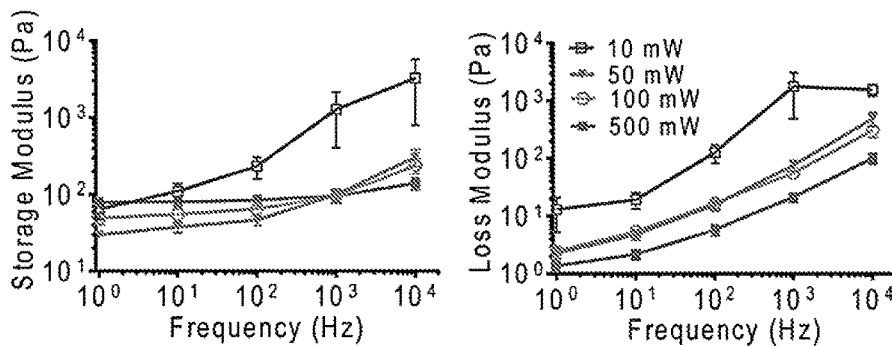 Storage Modulus (Pa)
10⁴
10³
10²
10¹
10⁰ 10¹ 10² 10³ 10⁴
Frequency (Hz)
Loss Modulus (Pa)
10⁴
10³
10²
10¹
10⁰
10 mW
50 mW
100 mW
500 mW
10⁰ 10¹ 10² 10³ 10⁴
Frequency (Hz)